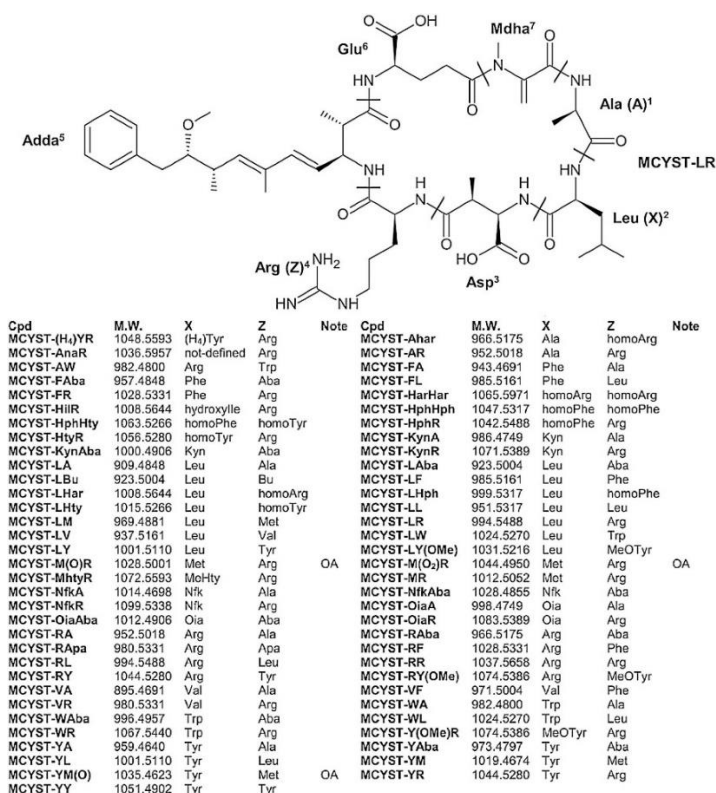 Mdha⁷
O OH
Glu⁶
N O
HN NH
O O
Ala (A)¹
Adda⁵
O
O
MCYST-LR
NH HN
O H N O H N O
Leu (X)²
O
NH₂ HO
Arg (Z)⁴
Asp³
HN N H
Cpd M.W. X Z Note Cpd M.W. X Z Note
MCYST-(H₄)YR 1048.5593 (H₄)Tyr Arg MCYST-Ahar 966.5175 Ala homoArg
MCYST-AnaR 1036.5957 not-defined Arg MCYST-AR 952.5018 Ala Arg
MCYST-AW 982.4800 Arg Trp MCYST-FA 943.4691 Phe Ala
MCYST-FAba 957.4848 Phe Aba MCYST-FL 985.5161 Phe Leu
MCYST-FR 1028.5331 Phe Arg MCYST-HarHar 1065.5971 homoArg homoArg
MCYST-HilR 1008.5644 hydroxyIle Arg MCYST-HphHph 1047.5317 homoPhe homoPhe
MCYST-HphHty 1063.5266 homoPhe homoTyr MCYST-HphR 1042.5488 homoPhe Arg
MCYST-HtyR 1056.5280 homoTyr Arg MCYST-KynA 986.4749 Kyn Ala
MCYST-KynAba 1000.4906 Kyn Aba MCYST-KynR 1071.5389 Kyn Arg
MCYST-LA 909.4848 Leu Ala MCYST-LAba 923.5004 Leu Aba
MCYST-LBu 923.5004 Leu Bu MCYST-LF 985.5161 Leu Phe
MCYST-LHar 1008.5644 Leu homoArg MCYST-LHph 999.5317 Leu homoPhe
MCYST-LHty 1015.5266 Leu homoTyr MCYST-LL 951.5317 Leu Leu
MCYST-LM 969.4881 Leu Met MCYST-LR 994.5488 Leu Arg
MCYST-LV 937.5161 Leu Val MCYST-LW 1024.5270 Leu Trp
MCYST-LY 1001.5110 Leu Tyr MCYST-LY(OMe) 1031.5216 Leu MeOTyr
MCYST-M(O)R 1028.5001 Met Arg OA MCYST-M(O₂)R 1044.4950 Met Arg OA
MCYST-MhtyR 1072.5593 MeHty Arg MCYST-MR 1012.5052 Met Arg
MCYST-NfkA 1014.4698 Nfk Ala MCYST-NfkAba 1028.4855 Nfk Aba
MCYST-NfkR 1099.5338 Nfk Arg MCYST-OiaA 998.4749 Oia Ala
MCYST-OiaAba 1012.4906 Oia Aba MCYST-OiaR 1083.5389 Oia Arg
MCYST-RA 952.5018 Arg Ala MCYST-RAba 966.5175 Arg Aba
MCYST-RApa 980.5331 Arg Apa MCYST-RF 1028.5331 Arg Phe
MCYST-RL 994.5488 Arg Leu MCYST-RR 1037.5658 Arg Arg
MCYST-RY 1044.5280 Arg Tyr MCYST-RY(OMe) 1074.5386 Arg MeOTyr
MCYST-VA 895.4691 Val Ala MCYST-VF 971.5004 Val Phe
MCYST-VR 980.5331 Val Arg MCYST-WA 982.4800 Trp Ala
MCYST-WAba 996.4957 Trp Aba MCYST-WL 1024.5270 Trp Leu
MCYST-WR 1067.5440 Trp Arg MCYST-Y(OMe)R 1074.5386 MeOTyr Arg
MCYST-YA 959.4640 Tyr Ala MCYST-YAba 973.4797 Tyr Aba
MCYST-YL 1001.5110 Tyr Leu MCYST-YM 1019.4674 Tyr Met
MCYST-YM(O) 1035.4623 Tyr Met OA MCYST-YR 1044.5280 Tyr Arg
MCYST-YY 1051.4902 Tyr Tyr